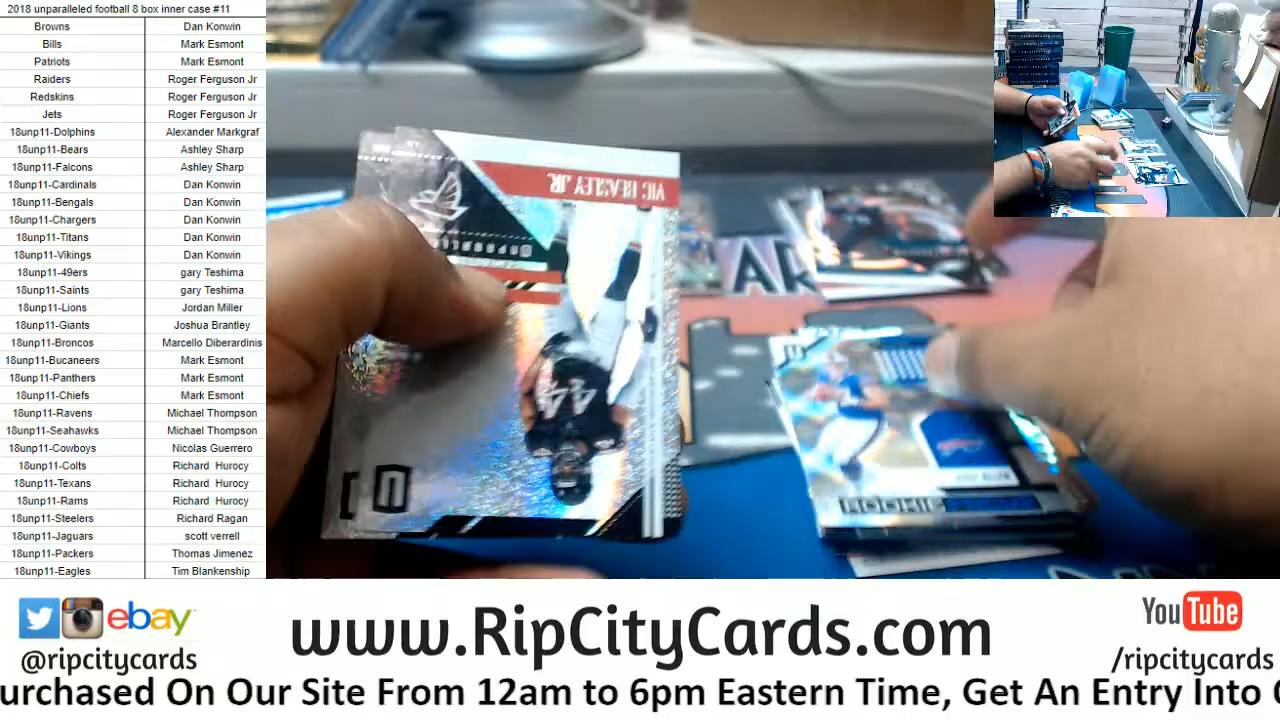 2018 unparalleled football 8 box inner case #11
Browns Dan Konwin
Bills Mark Esmont
Patriots Mark Esmont
Raiders Roger Ferguson Jr
Redskins Roger Ferguson Jr
Jets Roger Ferguson Jr
18unp11-Dolphins Alexander Markgraf
18unp11-Bears Ashley Sharp
18unp11-Falcons Ashley Sharp
18unp11-Cardinals Dan Konwin
18unp11-Bengals Dan Konwin
18unp11-Chargers Dan Konwin
18unp11-Titans Dan Konwin
18unp11-Vikings Dan Konwin
18unp11-49ers gary Teshima
18unp11-Saints gary Teshima
18unp11-Lions Jordan Miller
18unp11-Giants Joshua Brantley
18unp11-Broncos Marcello Diberardinis
18unp11-Bucaneers Mark Esmont
18unp11-Panthers Mark Esmont
18unp11-Chiefs Mark Esmont
18unp11-Ravens Michael Thompson
18unp11-Seahawks Michael Thompson
18unp11-Cowboys Nicolas Guerrero
18unp11-Colts Richard Hurocy
18unp11-Texans Richard Hurocy
18unp11-Rams Richard Hurocy
18unp11-Steelers Richard Ragan
18unp11-Jaguars scott verrell
18unp11-Packers Thomas Jimenez
18unp11-Eagles Tim Blankenship
VIC BEASLEY JR.
44
AR
ROOKIE
ebay
@ripcitycards
www.RipCityCards.com
YouTube
/ripcitycards
urchased On Our Site From 12am to 6pm Eastern Time, Get An Entry Into